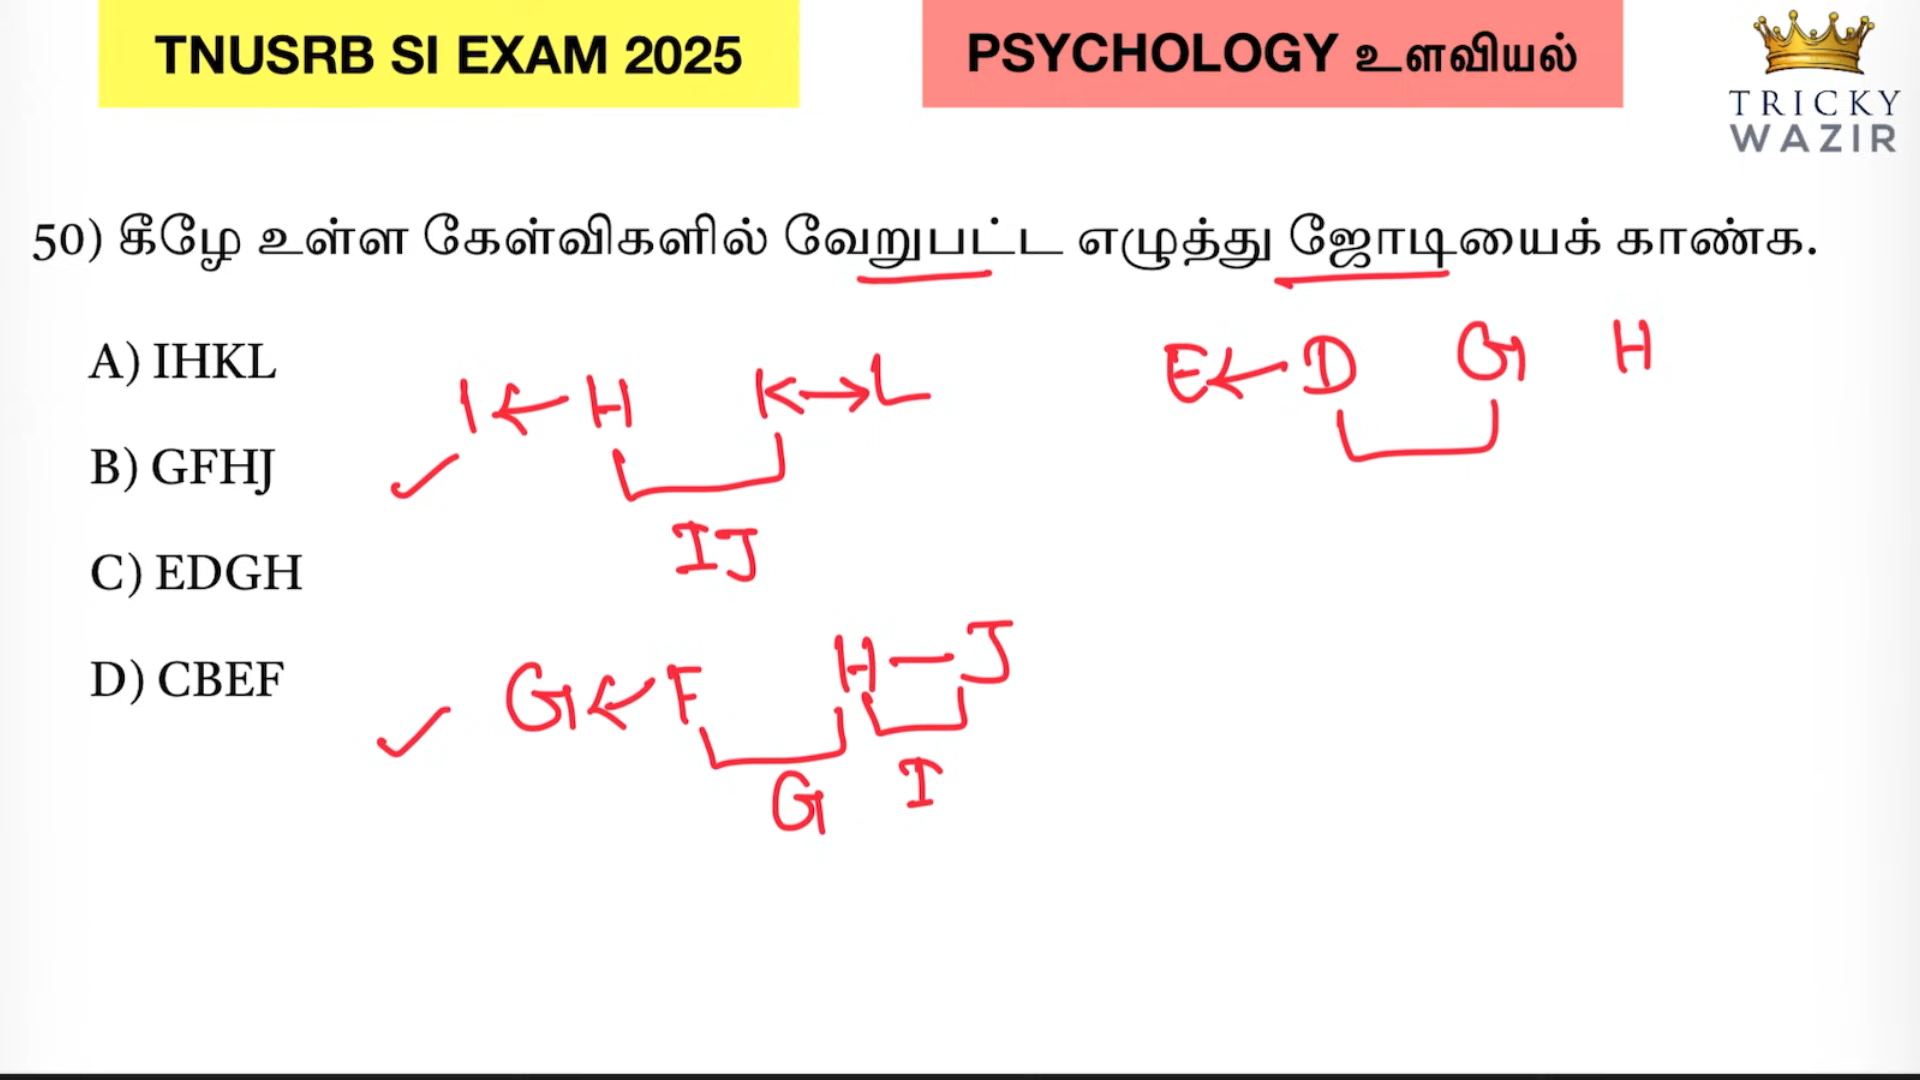 TNUSRB SI EXAM 2025
PSYCHOLOGY உளவியல்
TRICKY
WAZIR
50) கீழே உள்ள கேள்விகளில் வேறுபட்ட எழுத்து ஜோடியைக் காண்க.
A) IHKL
I ← H K ↔ L
E ← D G H
B) GFHJ
IJ
C) EDGH
D) CBEF
G ← F H — J
G I